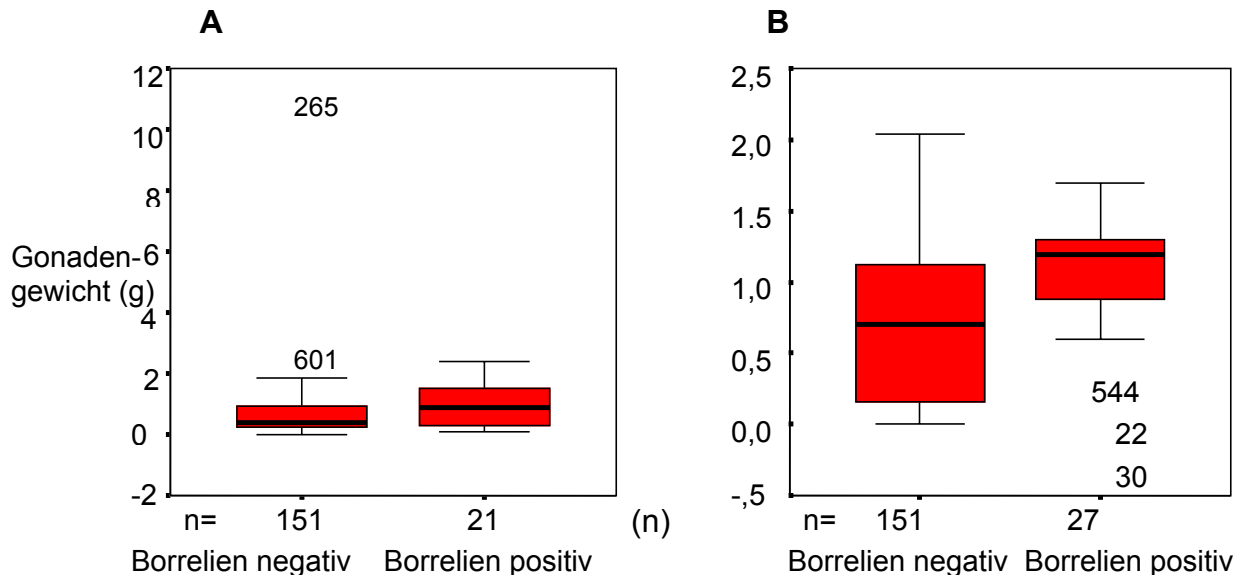 A
12
10
8
6
4
2
0
-2
Gonaden-
gewicht (g)
265
601
n= 151 21 (n)
Borrelien negativ Borrelien positiv
B
2,5
2,0
1.5
1,0
0,5
0,0
-,5
544
22
30
n= 151 27
Borrelien negativ Borrelien positiv